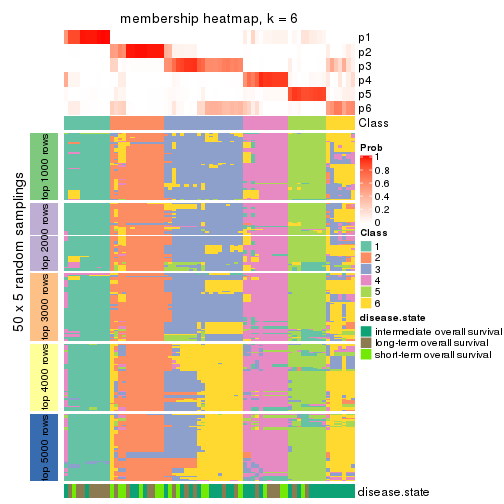 membership heatmap, k = 6
p1
p2
p3
p4
p5
p6
Class
50 x 5 random samplings
top 1000 rows
top 2000 rows
top 3000 rows
top 4000 rows
top 5000 rows
Prob
1
0.8
0.6
0.4
0.2
0
Class
1
2
3
4
5
6
disease.state
intermediate overall survival
long-term overall survival
short-term overall survival
disease.state